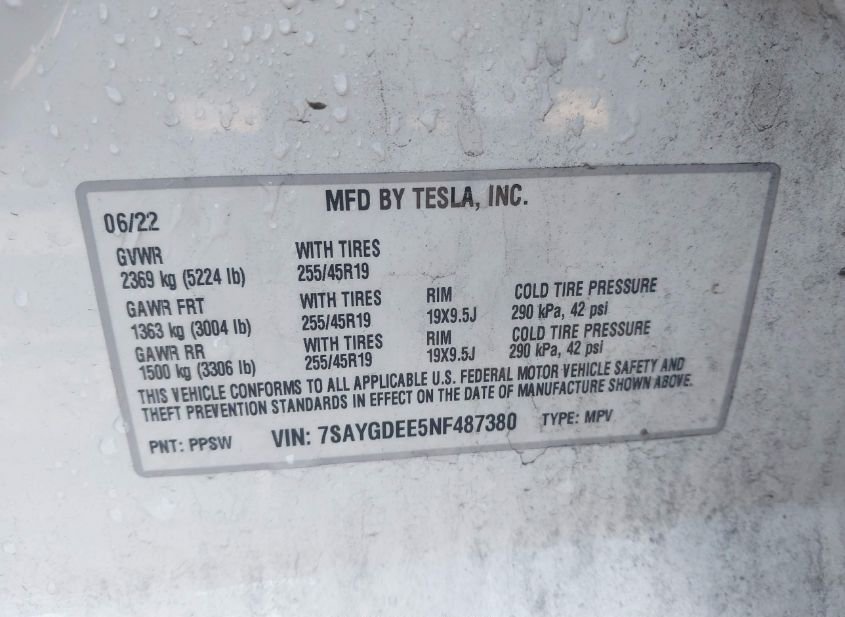 MFD BY TESLA, INC.
06/22
GVWR WITH TIRES
2369 kg (5224 lb) 255/45R19
GAWR FRT WITH TIRES RIM COLD TIRE PRESSURE
1363 kg (3004 lb) 255/45R19 19X9.5J 290 kPa, 42 psi
GAWR RR WITH TIRES RIM COLD TIRE PRESSURE
1500 kg (3306 lb) 255/45R19 19X9.5J 290 kPa, 42 psi
THIS VEHICLE CONFORMS TO ALL APPLICABLE U.S. FEDERAL MOTOR VEHICLE SAFETY AND
THEFT PREVENTION STANDARDS IN EFFECT ON THE DATE OF MANUFACTURE SHOWN ABOVE.
PNT: PPSW VIN: 7SAYGDEE5NF487380 TYPE: MPV